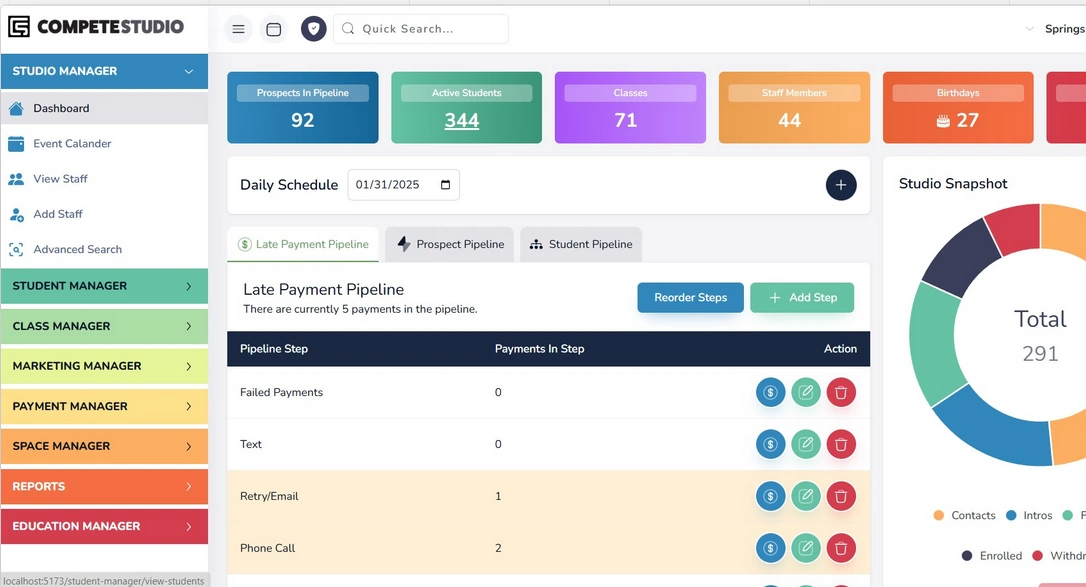 COMPETESTUDIO
Quick Search...
Springs
STUDIO MANAGER
Dashboard
Event Calander
View Staff
Add Staff
Advanced Search
STUDENT MANAGER
CLASS MANAGER
MARKETING MANAGER
PAYMENT MANAGER
SPACE MANAGER
REPORTS
EDUCATION MANAGER
Prospects In Pipeline
92
Active Students
344
Classes
71
Staff Members
44
Birthdays
27
Daily Schedule 01/31/2025
Late Payment Pipeline Prospect Pipeline Student Pipeline
Late Payment Pipeline
There are currently 5 payments in the pipeline.
Reorder Steps Add Step
Pipeline Step Payments In Step Action
Failed Payments 0
Text 0
Retry/Email 1
Phone Call 2
Studio Snapshot
Total
291
Contacts Intros F
Enrolled Withdr
localhost:5173/student-manager/view-students